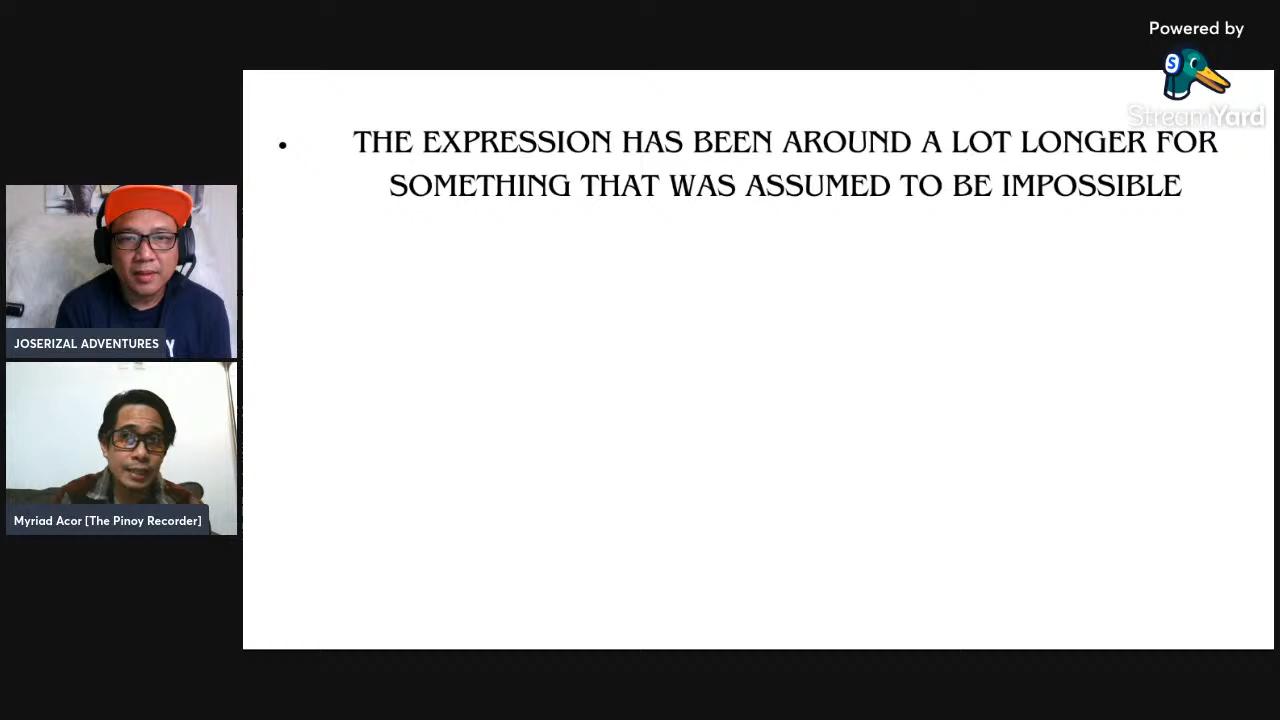 Powered by
StreamYard
• THE EXPRESSION HAS BEEN AROUND A LOT LONGER FOR
SOMETHING THAT WAS ASSUMED TO BE IMPOSSIBLE
JOSERIZAL ADVENTURES
Y
Myriad Acor [The Pinoy Recorder]